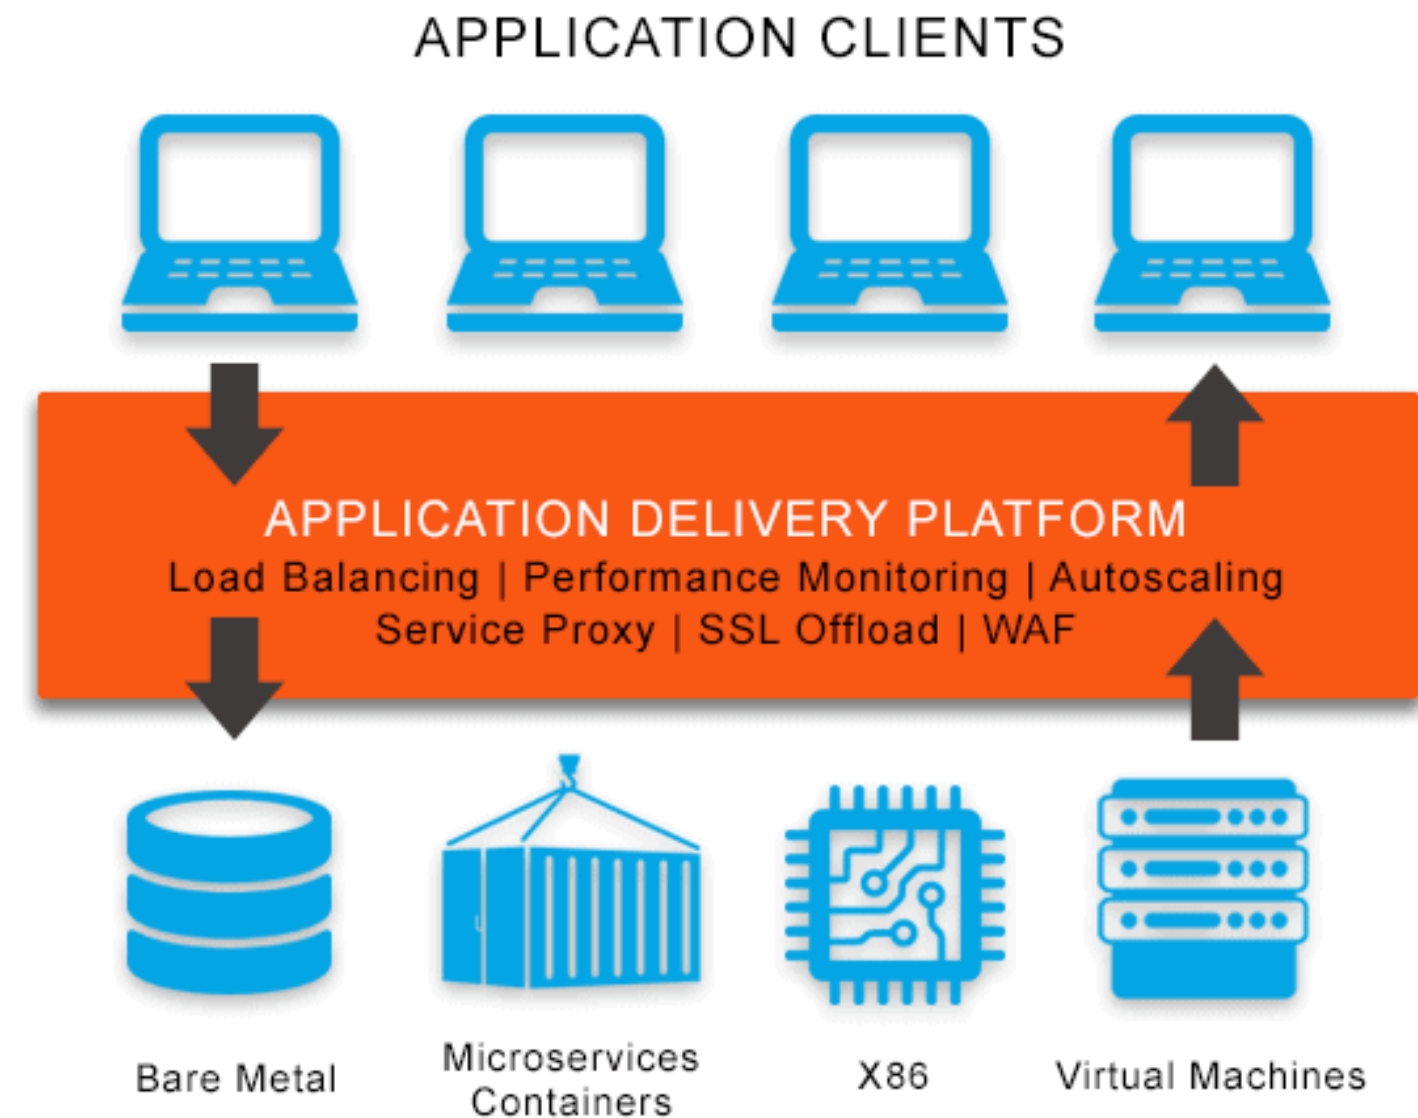 APPLICATION CLIENTS
APPLICATION DELIVERY PLATFORM
Load Balancing | Performance Monitoring | Autoscaling
Service Proxy | SSL Offload | WAF
Bare Metal
Microservices
Containers
X86
Virtual Machines